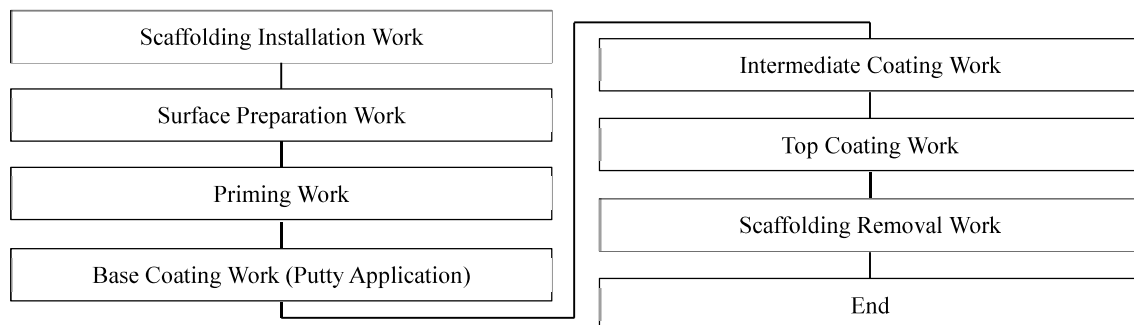 Scaffolding Installation Work
Surface Preparation Work
Priming Work
Base Coating Work (Putty Application)
Intermediate Coating Work
Top Coating Work
Scaffolding Removal Work
End